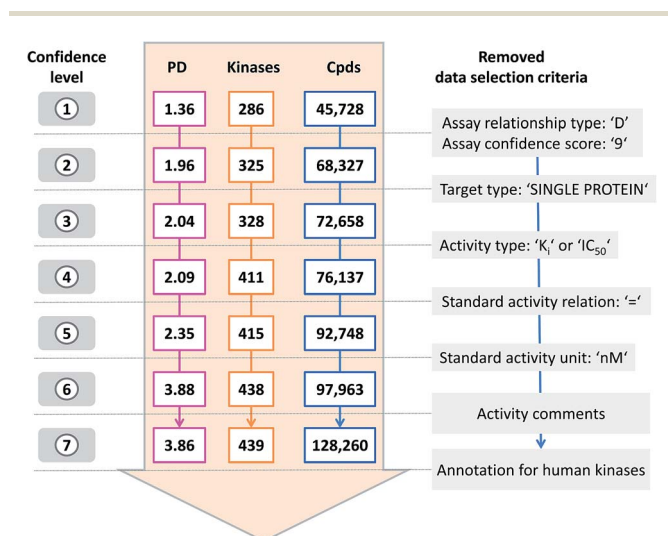 Confidence level
PD Kinases Cpds
Removed
data selection criteria
1 1.36 286 45,728
Assay relationship type: ‘D’
Assay confidence score: ‘9‘
2 1.96 325 68,327
Target type: ‘SINGLE PROTEIN‘
3 2.04 328 72,658
Activity type: ‘Ki‘ or ‘IC50‘
4 2.09 411 76,137
Standard activity relation: ‘=‘
5 2.35 415 92,748
Standard activity unit: ‘nM‘
6 3.88 438 97,963
Activity comments
7 3.86 439 128,260
Annotation for human kinases